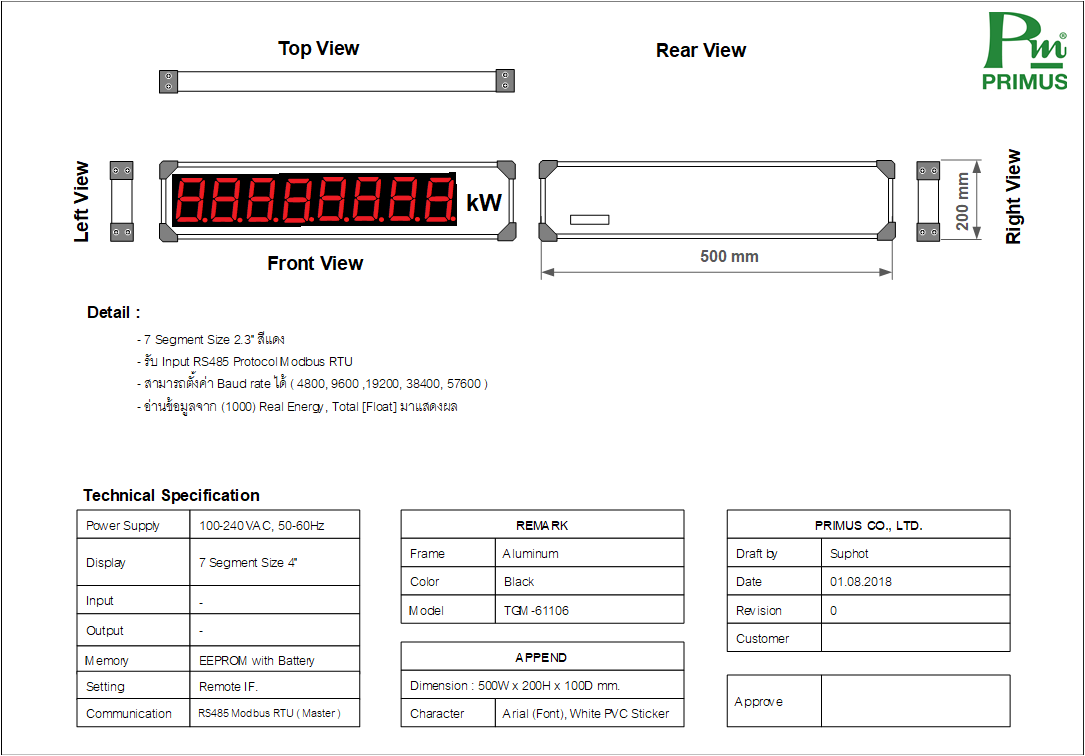 Top View
Rear View
Pm®
PRIMUS
Left View
8.8.8.8.8.8.8.8.
kW
Front View
500 mm
200 mm
Right View
Detail :
- 7 Segment Size 2.3" สีแดง
- รับ Input RS485 Protocol Modbus RTU
- สามารถตั้งค่า Baud rate ได้ ( 4800, 9600 ,19200, 38400, 57600 )
- อ่านข้อมูลจาก (1000) Real Energy, Total [Float] มาแสดงผล
Technical Specification
Power Supply 100-240 VAC, 50-60Hz
Display 7 Segment Size 4"
Input -
Output -
Memory EEPROM with Battery
Setting Remote IF.
Communication RS485 Modbus RTU ( Master )
REMARK
Frame Aluminum
Color Black
Model TGM-61106
APPEND
Dimension : 500W x 200H x 100D mm.
Character Arial (Font), White PVC Sticker
PRIMUS CO., LTD.
Draft by Suphot
Date 01.08.2018
Revision 0
Customer
Approve